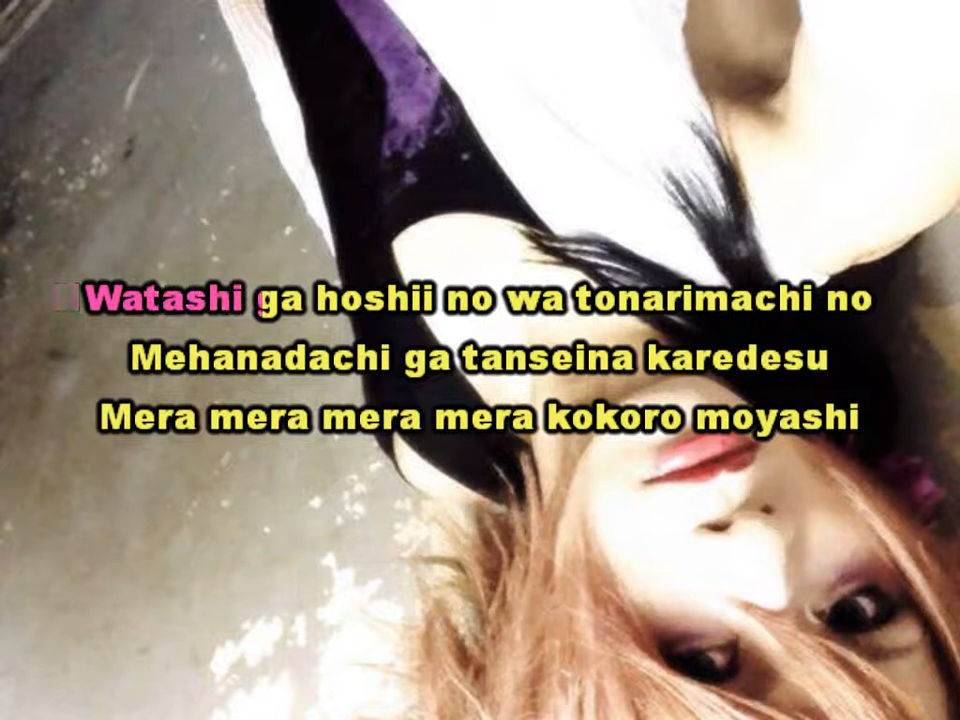 Watashi ga hoshii no wa tonarimachi no
Mehanadachi ga tanseina karedesu
Mera mera mera mera kokoro moyashi